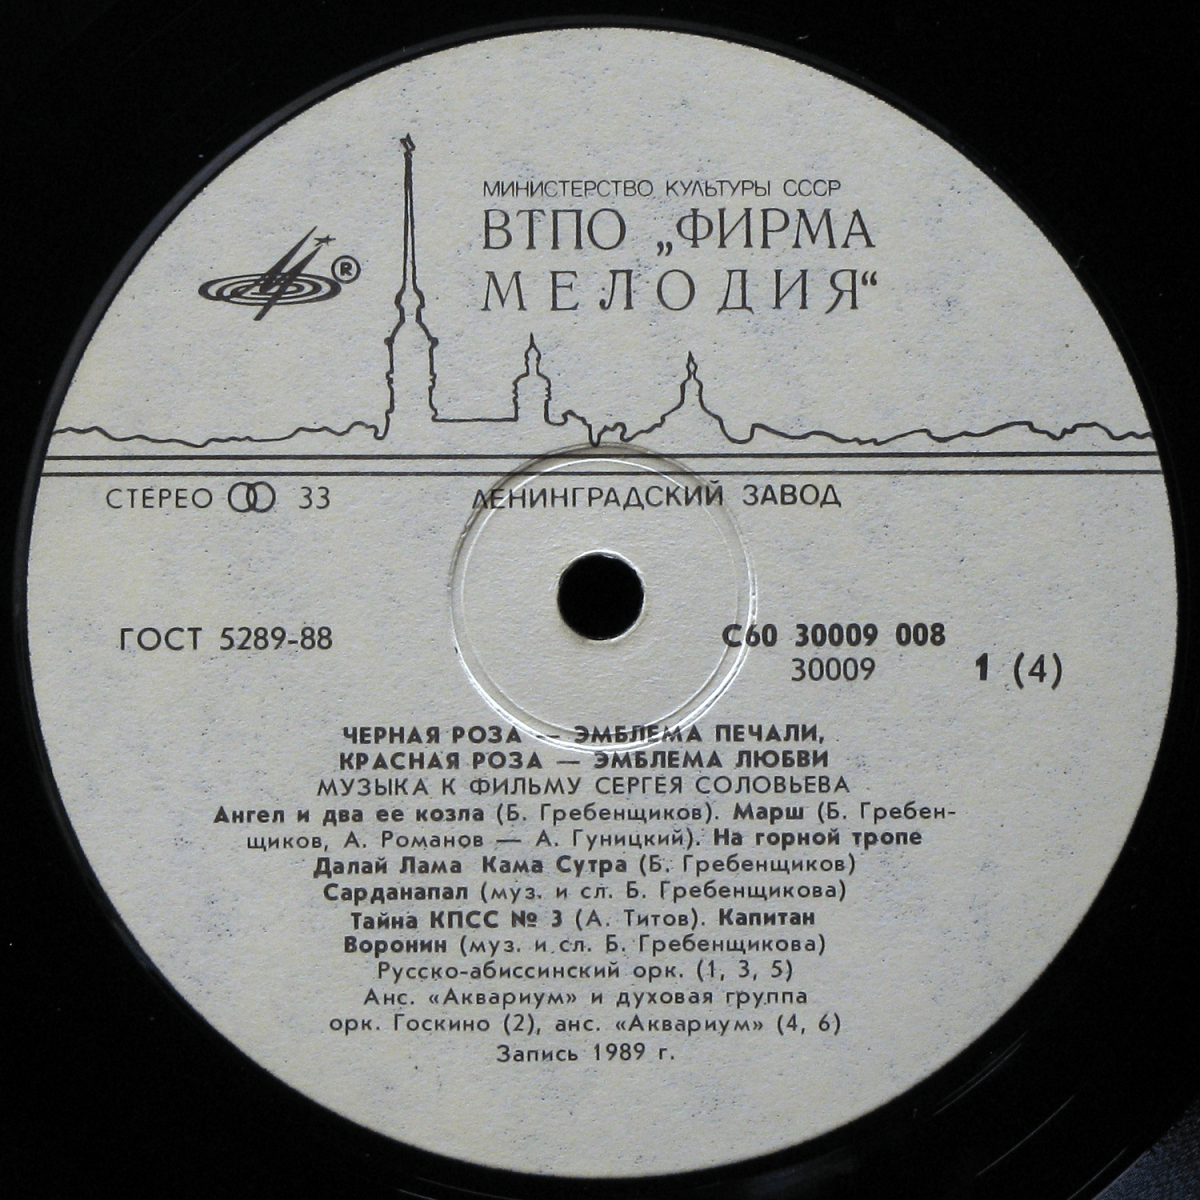 МИНИСТЕРСТВО КУЛЬТУРЫ СССР
ВТПО „ФИРМА
МЕЛОДИЯ“
®
СТЕРЕО 33
ЛЕНИНГРАДСКИЙ ЗАВОД
ГОСТ 5289-88
С60 30009 008
30009
1 (4)
ЧЕРНАЯ РОЗА — ЭМБЛЕМА ПЕЧАЛИ,
КРАСНАЯ РОЗА — ЭМБЛЕМА ЛЮБВИ
МУЗЫКА К ФИЛЬМУ СЕРГЕЯ СОЛОВЬЕВА
Ангел и два ее козла (Б. Гребенщиков). Марш (Б. Гребен-
щиков, А. Романов — А. Гуницкий). На горной тропе
Далай Лама Кама Сутра (Б. Гребенщиков)
Сарданапал (муз. и сл. Б. Гребенщикова)
Тайна КПСС № 3 (А. Титов). Капитан
Воронин (муз. и сл. Б. Гребенщикова)
Русско-абиссинский орк. (1, 3, 5)
Анс. «Аквариум» и духовая группа
орк. Госкино (2), анс. «Аквариум» (4, 6)
Запись 1989 г.